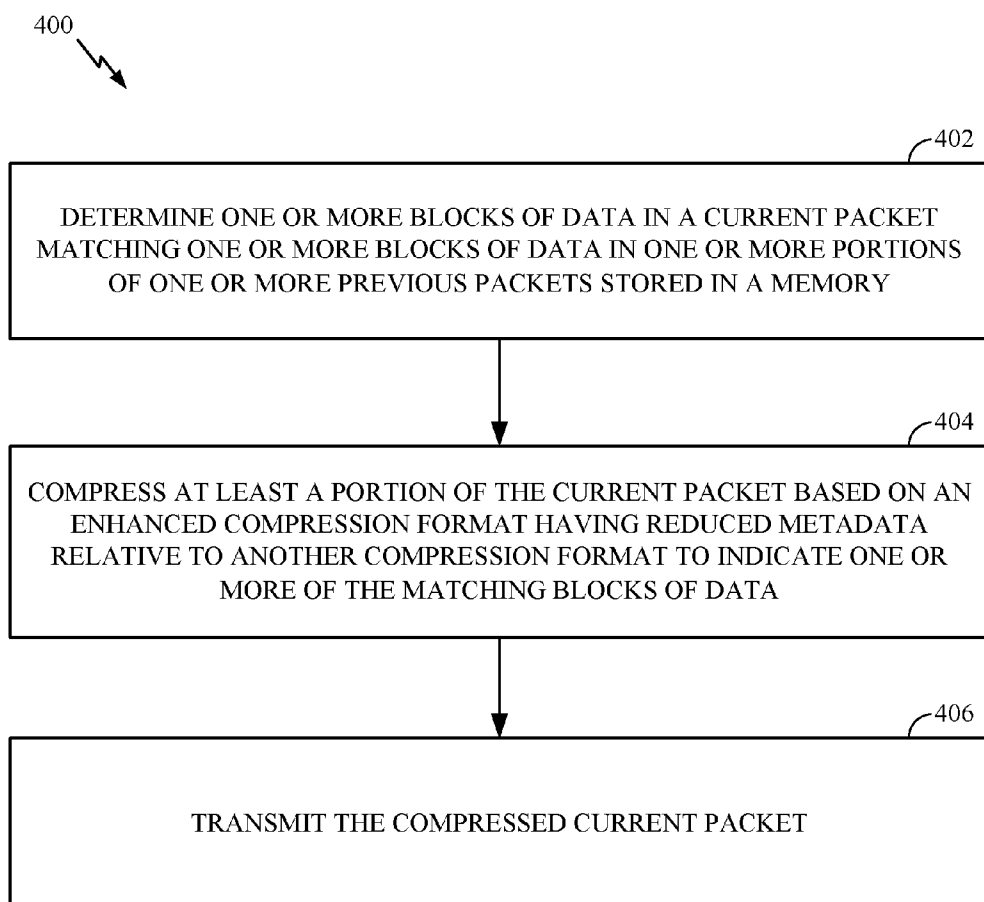 400
402
DETERMINE ONE OR MORE BLOCKS OF DATA IN A CURRENT PACKET
MATCHING ONE OR MORE BLOCKS OF DATA IN ONE OR MORE PORTIONS
OF ONE OR MORE PREVIOUS PACKETS STORED IN A MEMORY
404
COMPRESS AT LEAST A PORTION OF THE CURRENT PACKET BASED ON AN
ENHANCED COMPRESSION FORMAT HAVING REDUCED METADATA
RELATIVE TO ANOTHER COMPRESSION FORMAT TO INDICATE ONE OR
MORE OF THE MATCHING BLOCKS OF DATA
406
TRANSMIT THE COMPRESSED CURRENT PACKET